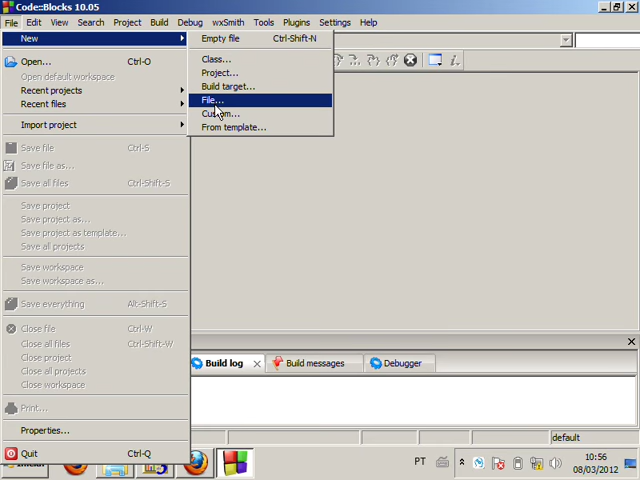 Code::Blocks 10.05
File Edit View Search Project Build Debug wxSmith Tools Plugins Settings Help
New
Empty file Ctrl-Shift-N
Class...
Project...
Build target...
File...
Custom...
From template...
Open... Ctrl-O
Open default workspace
Recent projects
Recent files
Import project
Save file Ctrl-S
Save file as...
Save all files Ctrl-Shift-S
Save project
Save project as...
Save project as template...
Save all projects
Save workspace
Save workspace as...
Save everything Alt-Shift-S
Close file Ctrl-W
Close all files Ctrl-Shift-W
Close project
Close all projects
Close workspace
Print...
Properties...
Quit Ctrl-Q
Build log Build messages Debugger
default
PT
10:56
08/03/2012